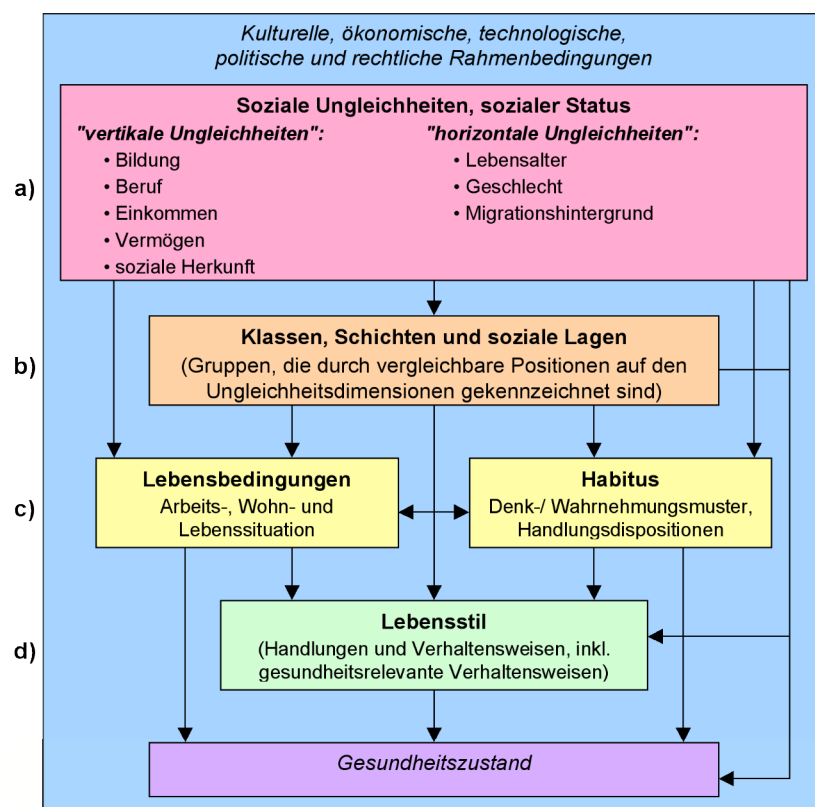 Kulturelle, ökonomische, technologische,
politische und rechtliche Rahmenbedingungen
a)
Soziale Ungleichheiten, sozialer Status
"vertikale Ungleichheiten":
• Bildung
• Beruf
• Einkommen
• Vermögen
• soziale Herkunft
"horizontale Ungleichheiten":
• Lebensalter
• Geschlecht
• Migrationshintergrund
b)
Klassen, Schichten und soziale Lagen
(Gruppen, die durch vergleichbare Positionen auf den
Ungleichheitsdimensionen gekennzeichnet sind)
c)
Lebensbedingungen
Arbeits-, Wohn- und
Lebenssituation
Habitus
Denk-/ Wahrnehmungsmuster,
Handlungsdispositionen
d)
Lebensstil
(Handlungen und Verhaltensweisen, inkl.
gesundheitsrelevante Verhaltensweisen)
Gesundheitszustand